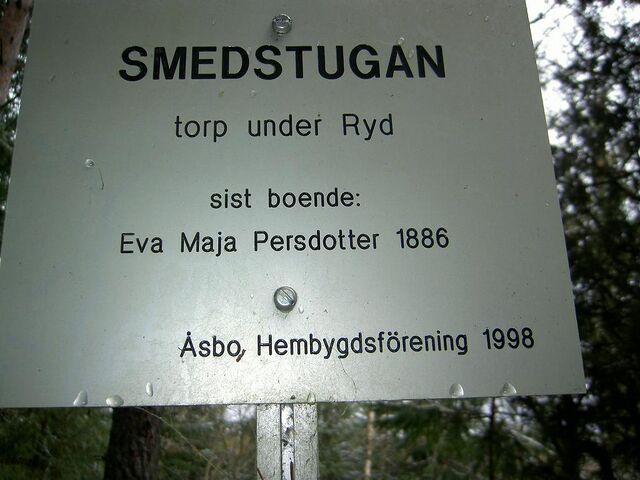 SMEDSTUGAN
torp under Ryd
sist boende:
Eva Maja Persdotter 1886
Åsbo, Hembygdsförening 1998